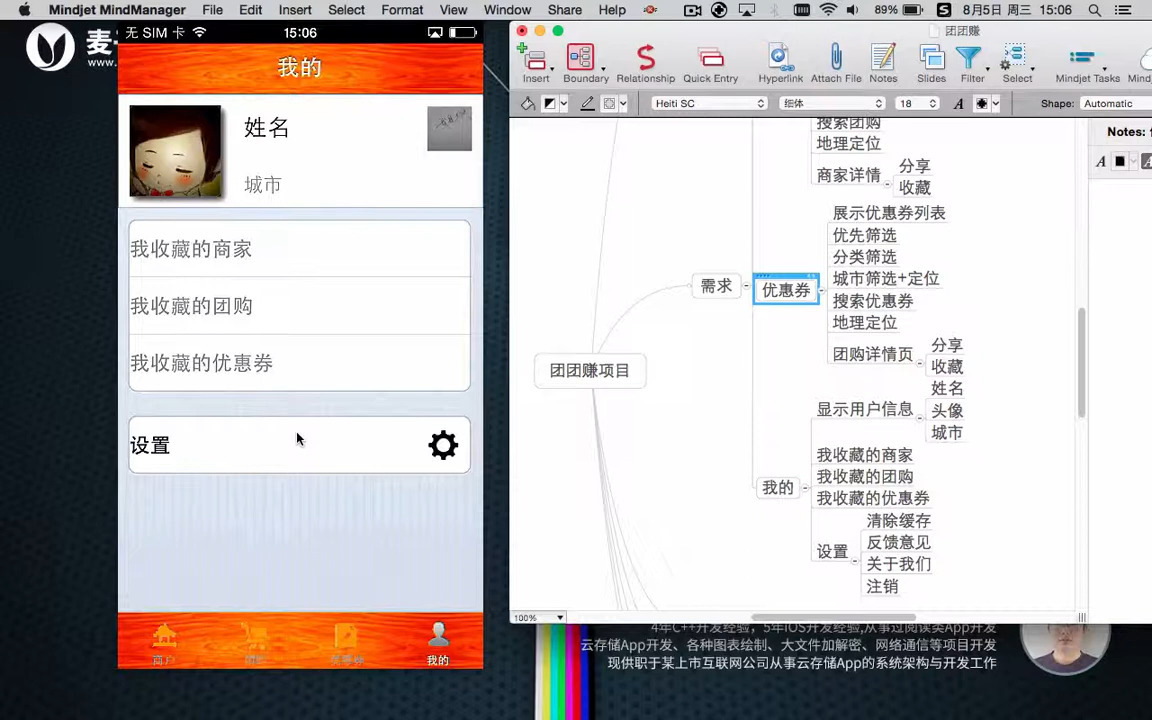 Mindjet MindManager File Edit Insert Select Format View Window Share Help 89% 8月5日 周三 15:06
麦
www.
无 SIM 卡 15:06
我的
姓名
城市
我收藏的商家
我收藏的团购
我收藏的优惠券
设置
商户
我的
团团赚
Insert Boundary Relationship Quick Entry Hyperlink Attach File Notes Slides Filter Select Mindjet Tasks
Heiti SC 细体 18 A Shape: Automatic
Notes:
搜索团购
地理定位
商家详情
分享
收藏
需求
优惠券
展示优惠券列表
优先筛选
分类筛选
城市筛选+定位
搜索优惠券
地理定位
团购详情页
分享
收藏
团团赚项目
我的
显示用户信息
姓名
头像
城市
我收藏的商家
我收藏的团购
我收藏的优惠券
设置
清除缓存
反馈意见
关于我们
注销
100%
4年C++开发经验，5年iOS开发经验,从事过阅读类App开发
云存储App开发、各种图表绘制、大文件加解密、网络通信等项目开发
现供职于某上市互联网公司从事云存储App的系统架构与开发工作